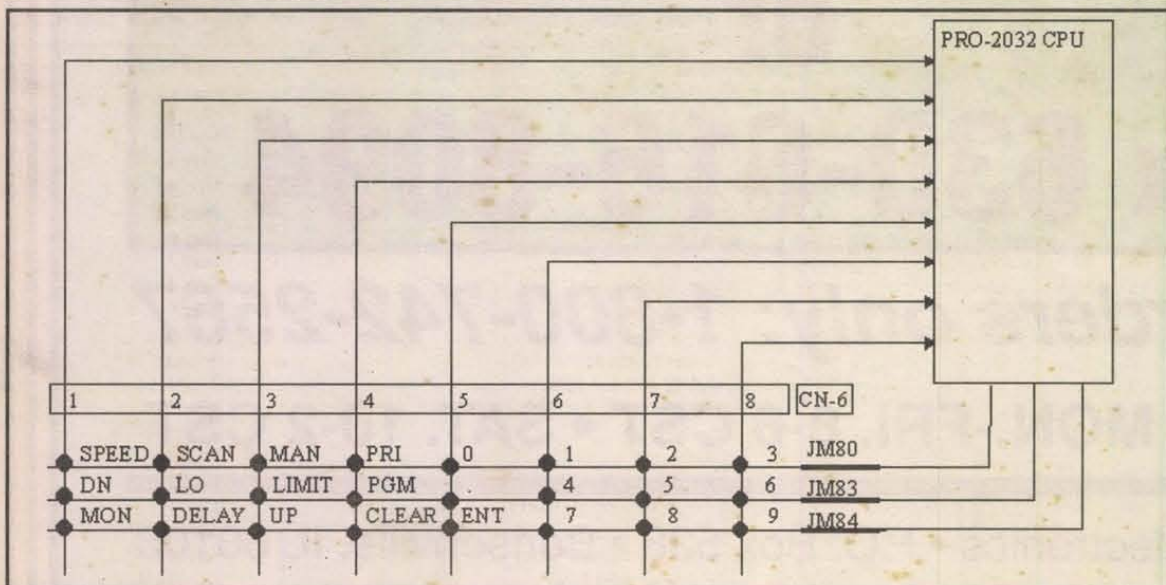 PRO-2032 CPU
1 2 3 4 5 6 7 8 CN-6
SPEED SCAN MAN PRI 0 1 2 3 JM80
DN LO LIMIT PGM . 4 5 6 JM83
MON DELAY UP CLEAR ENT 7 8 9 JM84